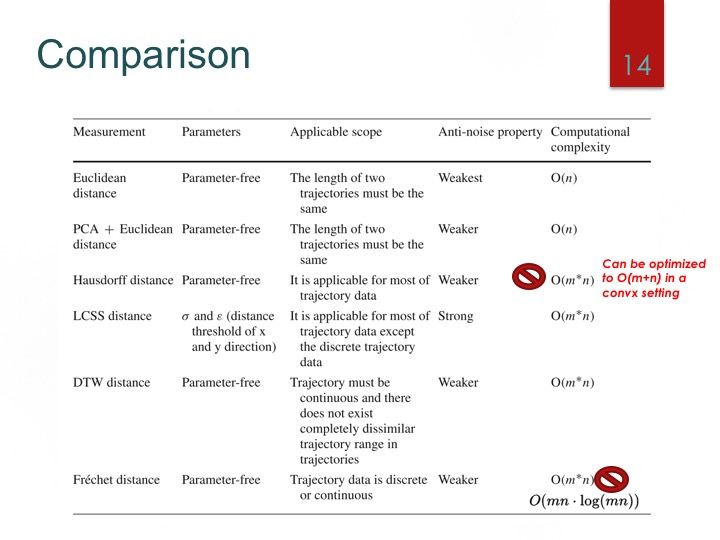 Comparison
14
Measurement Parameters Applicable scope Anti-noise property Computational
complexity
Euclidean Parameter-free The length of two Weakest O(n)
distance trajectories must be the
same
PCA + Euclidean Parameter-free The length of two Weaker O(n)
distance trajectories must be the
same
Can be optimized
Hausdorff distance Parameter-free It is applicable for most of Weaker O(m*n) to O(m+n) in a
trajectory data convx setting
LCSS distance σ and ε (distance It is applicable for most of Strong O(m*n)
threshold of x trajectory data except
and y direction) the discrete trajectory
data
DTW distance Parameter-free Trajectory must be Weaker O(m*n)
continuous and there
does not exist
completely dissimilar
trajectory range in
trajectories
Fréchet distance Parameter-free Trajectory data is discrete Weaker O(m*n)
or continuous
O(mn · log(mn))